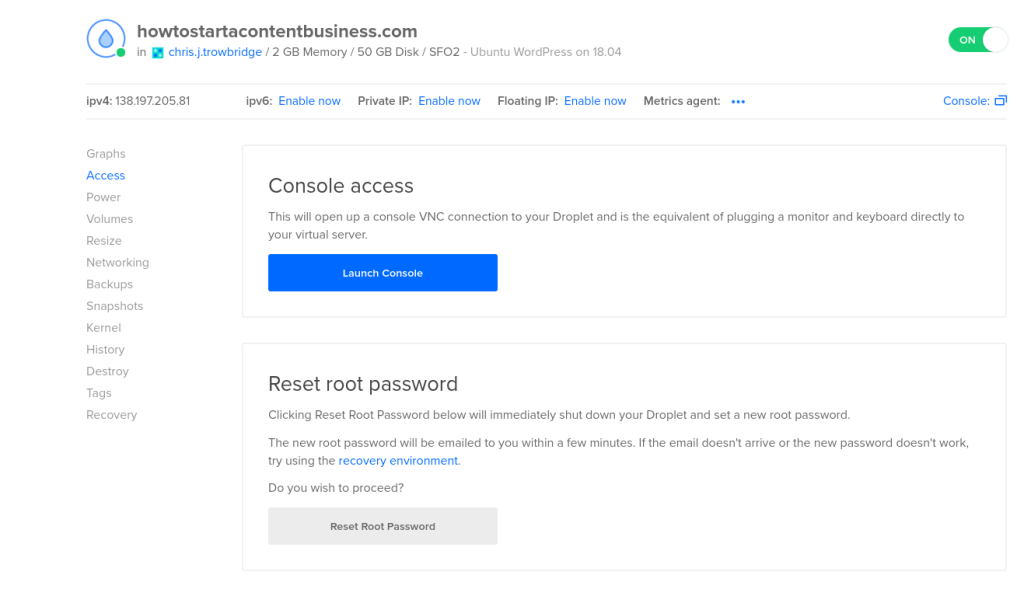 howtostartacontentbusiness.com
in chris.j.trowbridge / 2 GB Memory / 50 GB Disk / SFO2 - Ubuntu WordPress on 18.04
ON
ipv4: 138.197.205.81 ipv6: Enable now Private IP: Enable now Floating IP: Enable now Metrics agent: ••• Console:
Graphs
Access
Power
Volumes
Resize
Networking
Backups
Snapshots
Kernel
History
Destroy
Tags
Recovery
Console access
This will open up a console VNC connection to your Droplet and is the equivalent of plugging a monitor and keyboard directly to
your virtual server.
Launch Console
Reset root password
Clicking Reset Root Password below will immediately shut down your Droplet and set a new root password.
The new root password will be emailed to you within a few minutes. If the email doesn't arrive or the new password doesn't work,
try using the recovery environment.
Do you wish to proceed?
Reset Root Password